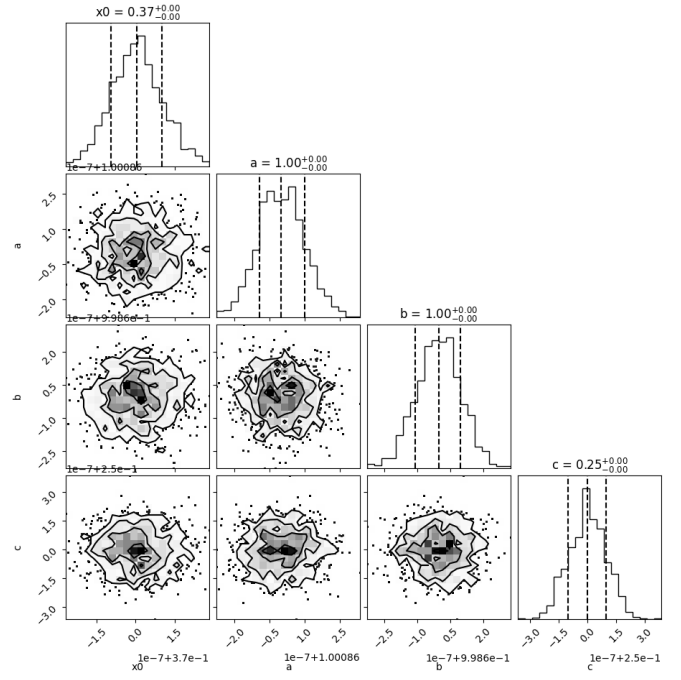 x0 = 0.37+0.00−0.00
1e−7+1.00086
a = 1.00+0.00−0.00
2.5
1.0
−0.5
−2.0
a
1e−7+9.986e−1
b = 1.00+0.00−0.00
2.0
0.5
−1.0
−2.5
b
1e−7+2.5e−1
c = 0.25+0.00−0.00
3.0
1.5
0.0
−1.5
−3.0
c
−1.5 0.0 1.5
−2.0 −0.5 1.0 2.5
−2.5 −1.0 0.5 2.0
−3.0 −1.5 0.0 1.5 3.0
1e−7+3.7e−1 1e−7+1.00086 1e−7+9.986e−1 1e−7+2.5e−1
x0 a b c